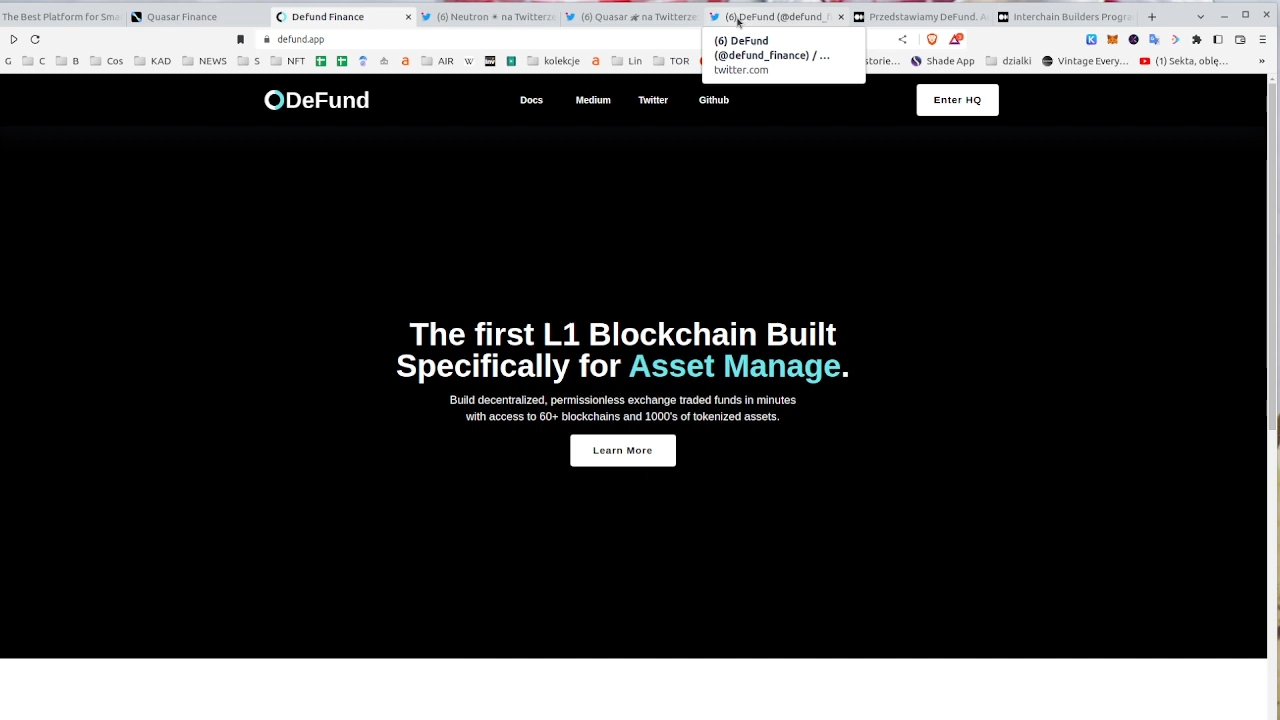 The Best Platform for Sma
Quasar Finance
Defund Finance
(6) Neutron na Twitterze
(6) Quasar na Twitterze
(6) DeFund (@defund_f
Przedstawiamy DeFund. A
Interchain Builders Progra
defund.app
G
C
B
Cos
KAD
NEWS
S
NFT
AIR
kolekcje
Lin
TOR
storie...
Shade App
działki
Vintage Every...
(1) Sekta, oblę...
»
(6) DeFund
(@defund_finance) / ...
twitter.com
DeFund
Docs
Medium
Twitter
Github
Enter HQ
The first L1 Blockchain Built
Specifically for Asset Manage.
Build decentralized, permissionless exchange traded funds in minutes
with access to 60+ blockchains and 1000's of tokenized assets.
Learn More